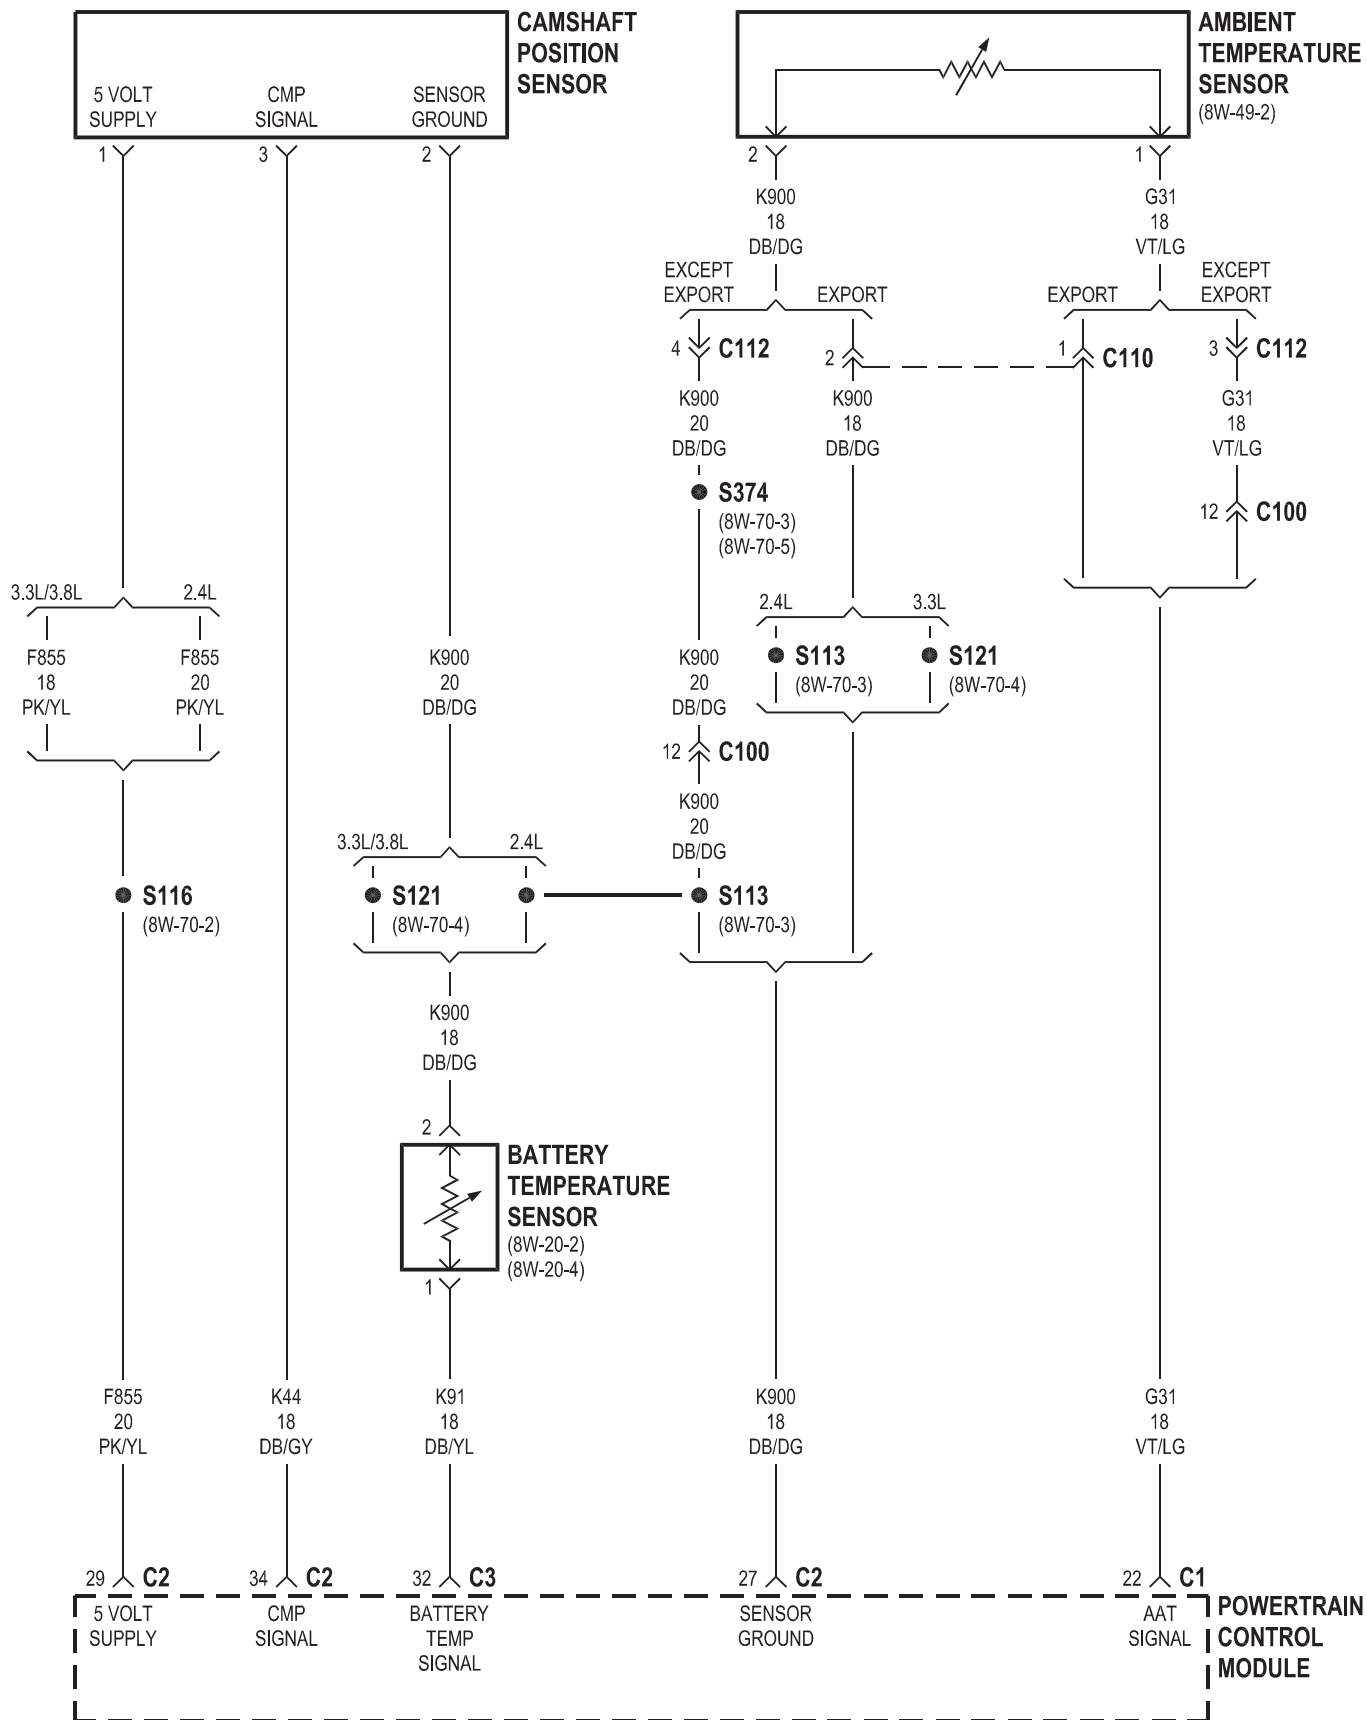 CAMSHAFT
POSITION
SENSOR
5 VOLT
SUPPLY
CMP
SIGNAL
SENSOR
GROUND
1
3
2
AMBIENT
TEMPERATURE
SENSOR
(8W-49-2)
2
1
K900
18
DB/DG
G31
18
VT/LG
EXCEPT
EXPORT
EXPORT
EXPORT
EXCEPT
EXPORT
4 C112
2
1 C110
3 C112
K900
20
DB/DG
K900
18
DB/DG
G31
18
VT/LG
S374
(8W-70-3)
(8W-70-5)
12 C100
3.3L/3.8L
2.4L
2.4L
3.3L
F855
18
PK/YL
F855
20
PK/YL
K900
20
DB/DG
K900
20
DB/DG
S113
(8W-70-3)
S121
(8W-70-4)
12 C100
K900
20
DB/DG
3.3L/3.8L
2.4L
S116
(8W-70-2)
S121
(8W-70-4)
S113
(8W-70-3)
K900
18
DB/DG
2
BATTERY
TEMPERATURE
SENSOR
(8W-20-2)
(8W-20-4)
1
F855
20
PK/YL
K44
18
DB/GY
K91
18
DB/YL
K900
18
DB/DG
G31
18
VT/LG
29 C2
34 C2
32 C3
27 C2
22 C1
5 VOLT
SUPPLY
CMP
SIGNAL
BATTERY
TEMP
SIGNAL
SENSOR
GROUND
AAT
SIGNAL
POWERTRAIN
CONTROL
MODULE